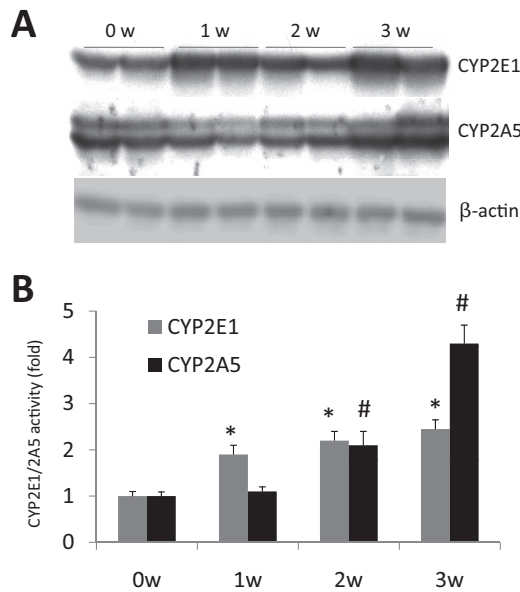 A
0 w 1 w 2 w 3 w
CYP2E1
CYP2A5
β-actin
B
CYP2E1/2A5 activity (fold)
5
4
3
2
1
0
CYP2E1
CYP2A5
*
*
#
*
#
0w 1w 2w 3w